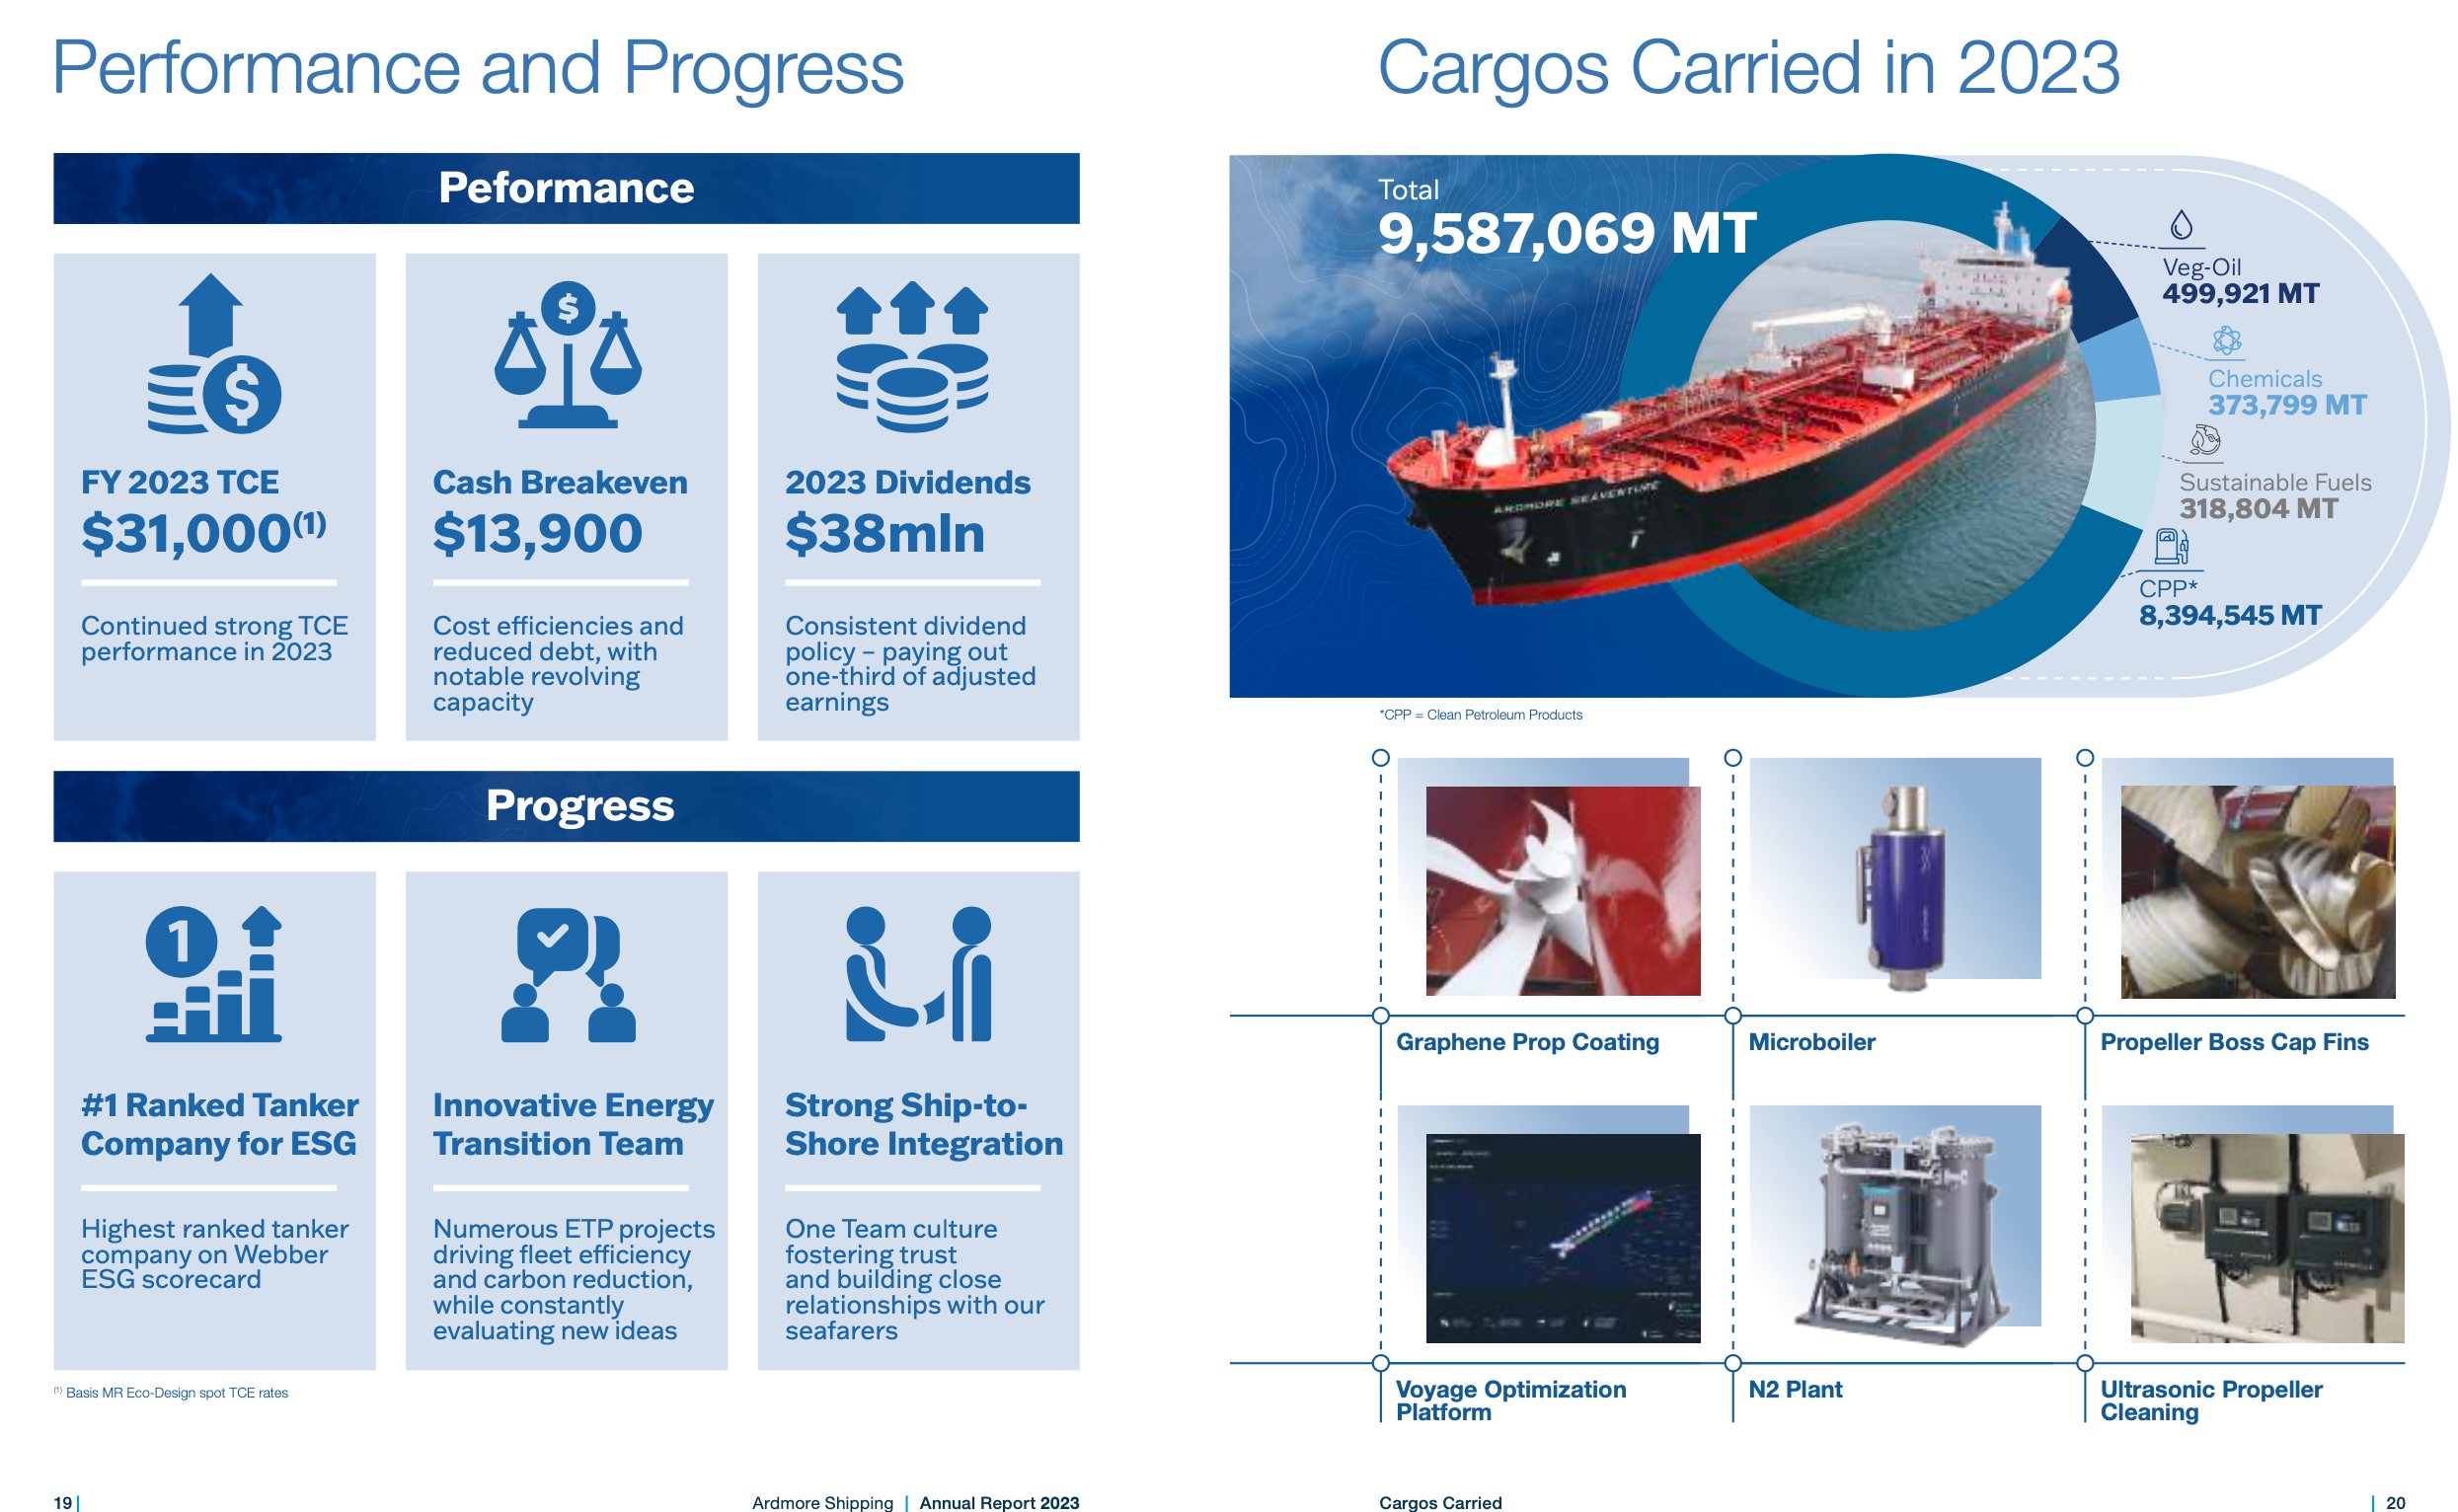 Performance and Progress
Peformance
FY 2023 TCE
$31,000(1)
Continued strong TCE
performance in 2023
Cash Breakeven
$13,900
Cost efficiencies and
reduced debt, with
notable revolving
capacity
2023 Dividends
$38mln
Consistent dividend
policy – paying out
one-third of adjusted
earnings
Progress
1
#1 Ranked Tanker
Company for ESG
Highest ranked tanker
company on Webber
ESG scorecard
Innovative Energy
Transition Team
Numerous ETP projects
driving fleet efficiency
and carbon reduction,
while constantly
evaluating new ideas
Strong Ship-to-
Shore Integration
One Team culture
fostering trust
and building close
relationships with our
seafarers
(1) Basis MR Eco-Design spot TCE rates
19 |
Ardmore Shipping | Annual Report 2023
Cargos Carried in 2023
Total
9,587,069 MT
ARDMORE SEAVENTURE
Veg-Oil
499,921 MT
Chemicals
373,799 MT
Sustainable Fuels
318,804 MT
CPP*
8,394,545 MT
*CPP = Clean Petroleum Products
Graphene Prop Coating
Microboiler
Propeller Boss Cap Fins
Voyage Optimization
Platform
N2 Plant
Ultrasonic Propeller
Cleaning
Cargos Carried
| 20